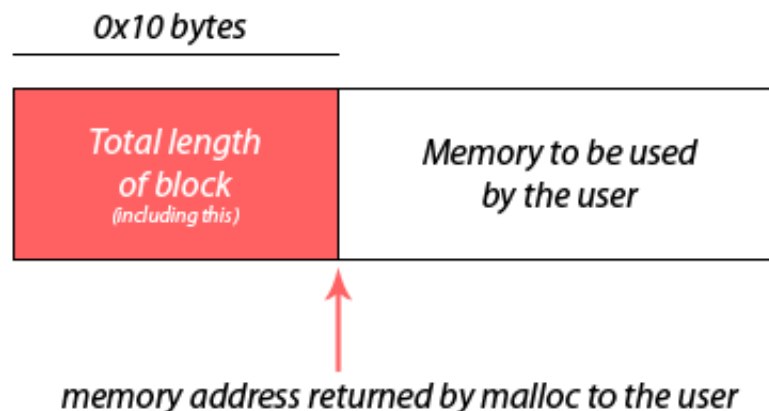 0x10 bytes
Total length
of block
(including this)
Memory to be used
by the user
memory address returned by malloc to the user